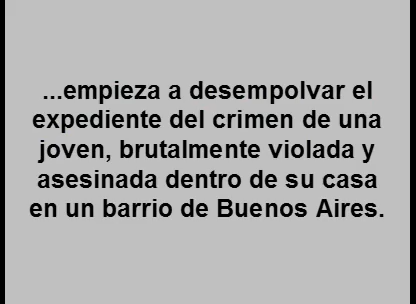 ...empieza a desempolvar el
expediente del crimen de una
joven, brutalmente violada y
asesinada dentro de su casa
en un barrio de Buenos Aires.